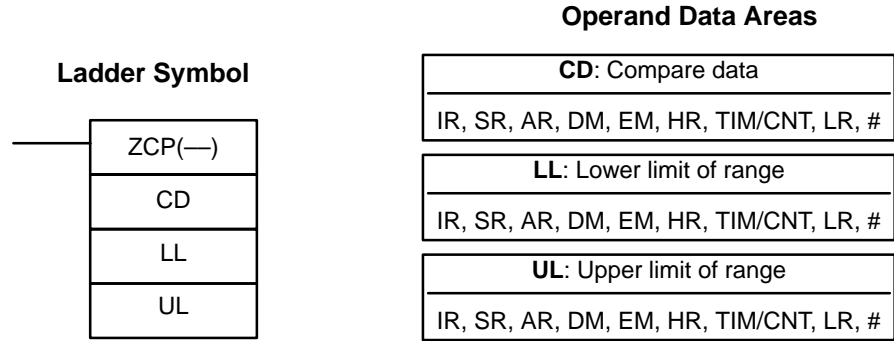 Operand Data Areas
Ladder Symbol
ZCP(––)
CD
LL
UL
CD: Compare data
IR, SR, AR, DM, EM, HR, TIM/CNT, LR, #
LL: Lower limit of range
IR, SR, AR, DM, EM, HR, TIM/CNT, LR, #
UL: Upper limit of range
IR, SR, AR, DM, EM, HR, TIM/CNT, LR, #